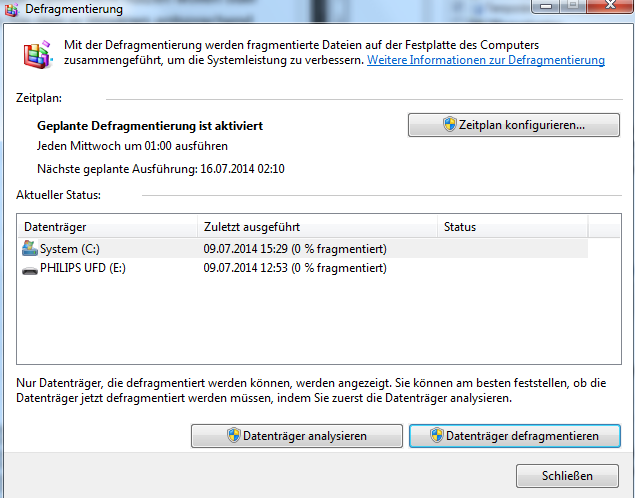 Defragmentierung
Mit der Defragmentierung werden fragmentierte Dateien auf der Festplatte des Computers
zusammengeführt, um die Systemleistung zu verbessern. Weitere Informationen zur Defragmentierung
Zeitplan:
Geplante Defragmentierung ist aktiviert
Zeitplan konfigurieren...
Jeden Mittwoch um 01:00 ausführen
Nächste geplante Ausführung: 16.07.2014 02:10
Aktueller Status:
Datenträger Zuletzt ausgeführt Status
System (C:) 09.07.2014 15:29 (0 % fragmentiert)
PHILIPS UFD (E:) 09.07.2014 12:53 (0 % fragmentiert)
Nur Datenträger, die defragmentiert werden können, werden angezeigt. Sie können am besten feststellen, ob die
Datenträger jetzt defragmentiert werden müssen, indem Sie zuerst die Datenträger analysieren.
Datenträger analysieren Datenträger defragmentieren
Schließen